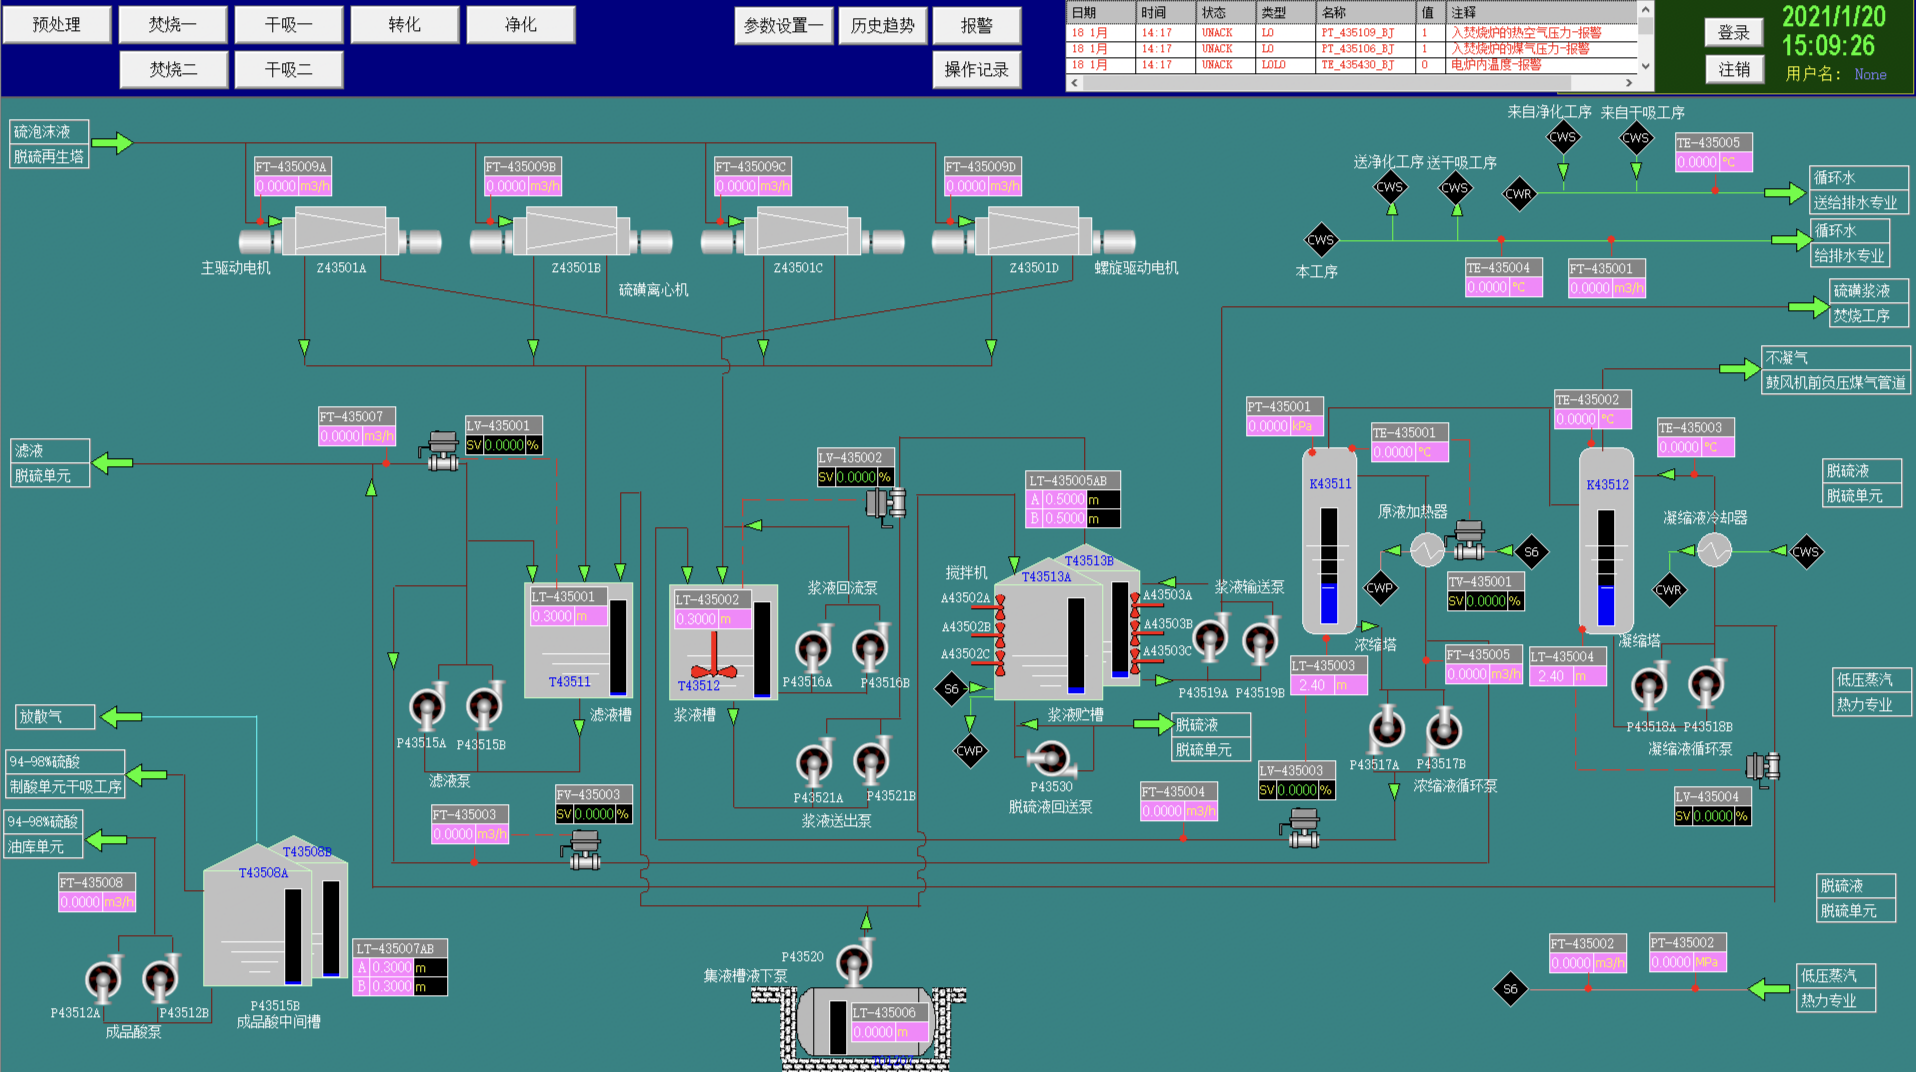 预处理
焚烧一
干吸一
转化
净化
焚烧二
干吸二
参数设置一
历史趋势
报警
操作记录
日期 时间 状态 类型 名称 值 注释
18 1月 14:17 UNACK LO PT_435109_BJ 1 入焚烧炉的热空气压力-报警
18 1月 14:17 UNACK LO PT_435106_BJ 1 入焚烧炉的煤气压力-报警
18 1月 14:17 UNACK LOLO TE_435430_BJ 0 电炉内温度-报警
登录
注销
2021/1/20
15:09:26
用户名: None
硫泡沫液
脱硫再生塔
FT-435009A
0.0000 m3/h
FT-435009B
0.0000 m3/h
FT-435009C
0.0000 m3/h
FT-435009D
0.0000 m3/h
主驱动电机
Z43501A
Z43501B
Z43501C
Z43501D
螺旋驱动电机
硫磺离心机
来自净化工序
来自干吸工序
CWS
CWS
TE-435005
0.0000 °C
送净化工序
送干吸工序
CWS
CWS
CWR
循环水
送给排水专业
CWS
本工序
循环水
给排水专业
TE-435004
0.0000 °C
FT-435001
0.0000 m3/h
硫磺浆液
焚烧工序
不凝气
鼓风机前负压煤气管道
滤液
脱硫单元
FT-435007
0.0000 m3/h
LV-435001
SV 0.0000 %
LV-435002
SV 0.0000 %
LT-435005AB
A 0.5000 m
B 0.5000 m
PT-435001
0.0000 kPa
TE-435001
0.0000 °C
TE-435002
0.0000 °C
TE-435003
0.0000 °C
K43511
K43512
脱硫液
脱硫单元
原液加热器
S6
CWP
TV-435001
SV 0.0000 %
凝缩液冷却器
CWS
CWR
LT-435001
0.3000 m
T43511
滤液槽
LT-435002
0.3000 m
T43512
浆液槽
浆液回流泵
P43516A
P43516B
搅拌机
A43502A
A43502B
A43502C
T43513A
T43513B
A43503A
A43503B
A43503C
浆液输送泵
P43519A
P43519B
浓缩塔
凝缩塔
S6
CWP
浆液贮槽
脱硫液
脱硫单元
P43530
脱硫液回送泵
LT-435003
2.40 m
FT-435005
0.0000 m3/h
LT-435004
2.40 m
P43517A
P43517B
浓缩液循环泵
P43518A
P43518B
凝缩液循环泵
低压蒸汽
热力专业
P43515A
P43515B
滤液泵
P43521A
P43521B
浆液送出泵
FT-435003
0.0000 m3/h
FV-435003
SV 0.0000 %
FT-435004
0.0000 m3/h
LV-435003
SV 0.0000 %
LV-435004
SV 0.0000 %
放散气
94-98%硫酸
制酸单元干吸工序
94-98%硫酸
油库单元
FT-435008
0.0000 m3/h
T43508A
T43508B
LT-435007AB
A 0.3000 m
B 0.3000 m
P43512A
P43512B
成品酸泵
P43515B
成品酸中间槽
P43520
集液槽液下泵
LT-435006
0.0000 m
脱硫液
脱硫单元
FT-435002
0.0000 m3/h
PT-435002
0.0000 MPa
S6
低压蒸汽
热力专业